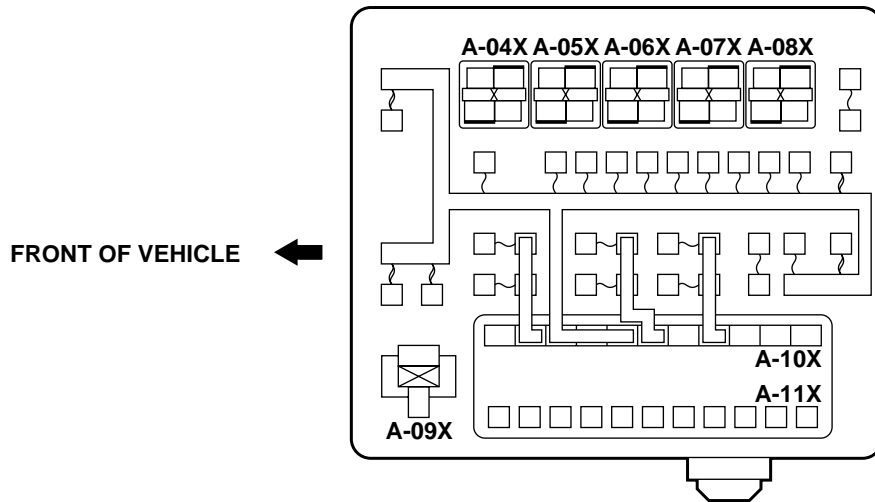 A-04X A-05X A-06X A-07X A-08X
FRONT OF VEHICLE
A-10X
A-11X
A-09X